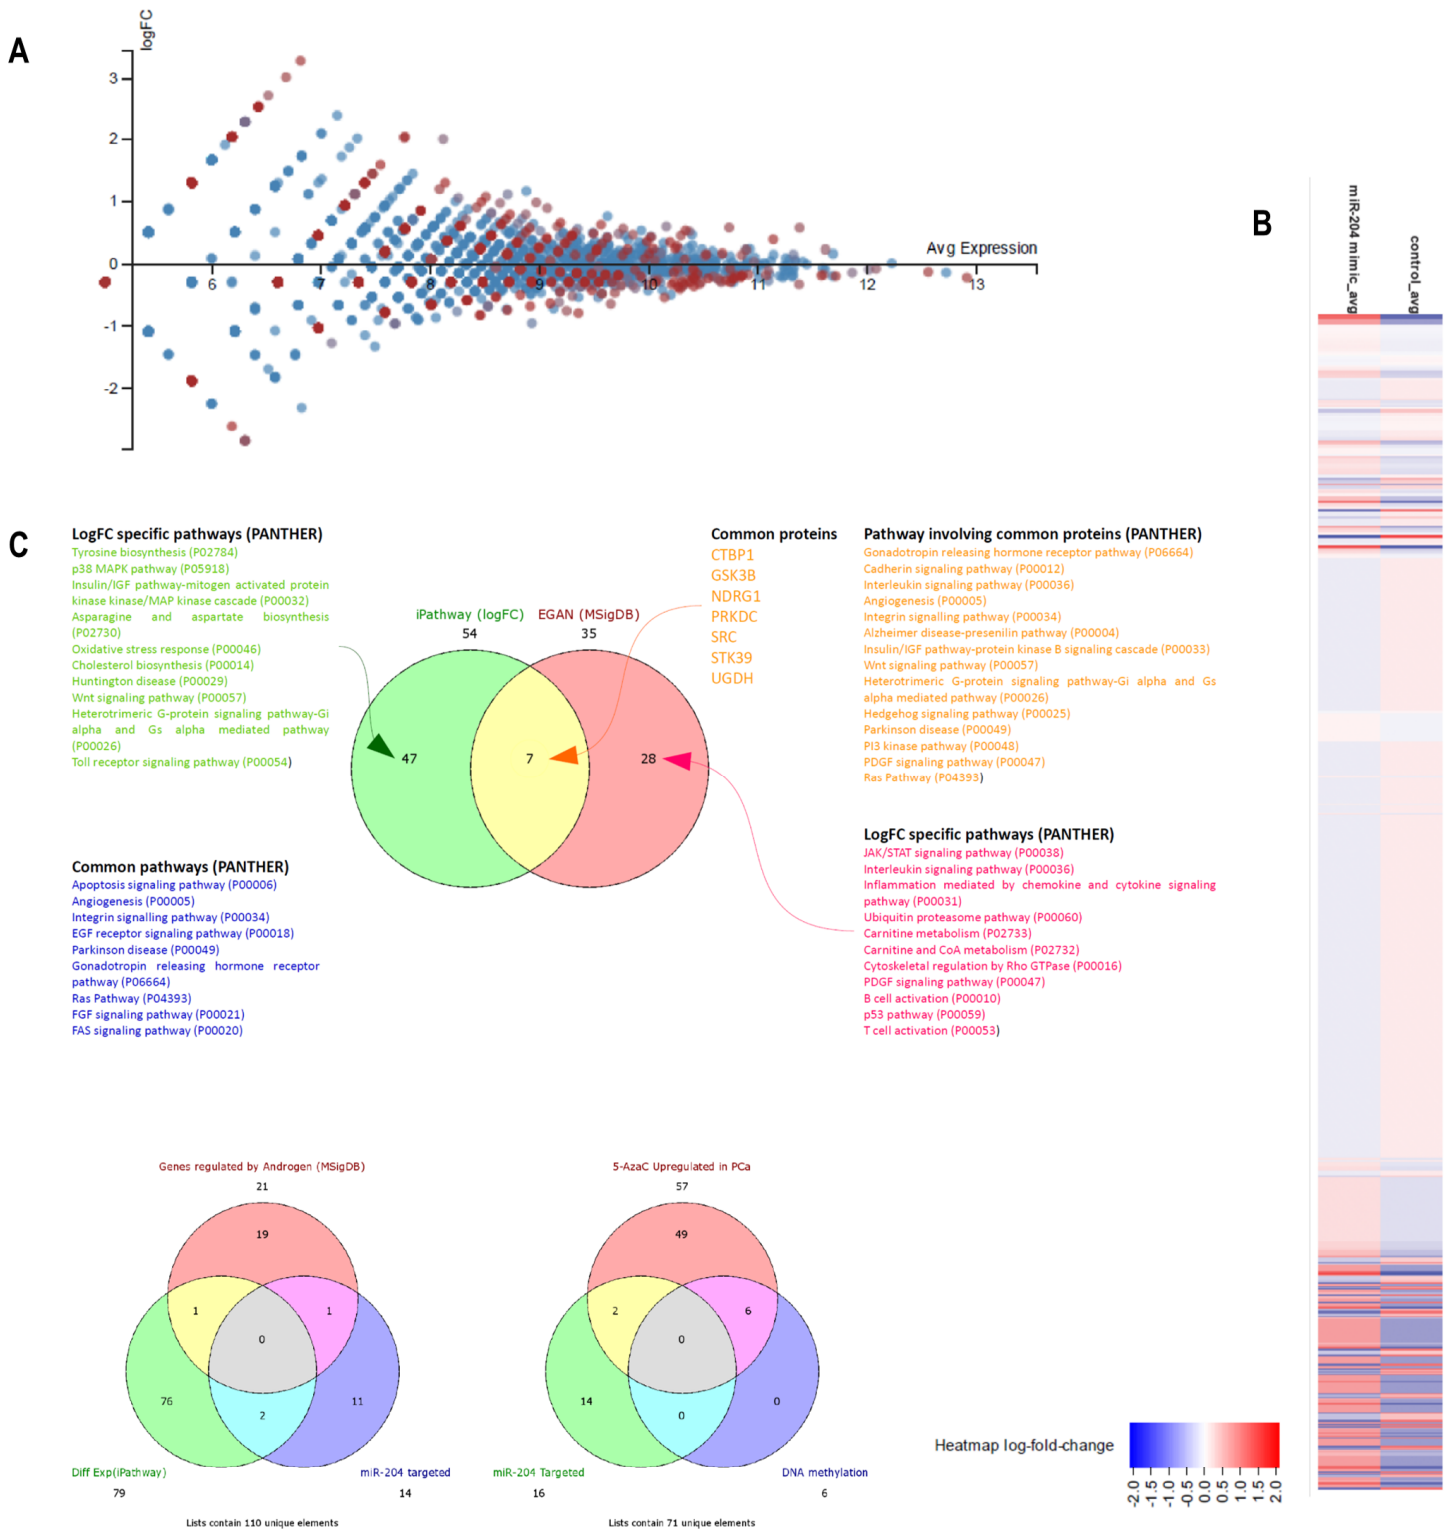 A
logFC
3
2
1
0
-1
-2
Avg Expression
6
7
8
9
10
11
12
13
B
miR-204 mimic_avg
control_avg
C
LogFC specific pathways (PANTHER)
Tyrosine biosynthesis (P02784)
p38 MAPK pathway (P05918)
Insulin/IGF pathway-mitogen activated protein
kinase kinase/MAP kinase cascade (P00032)
Asparagine and aspartate biosynthesis
(P02730)
Oxidative stress response (P00046)
Cholesterol biosynthesis (P00014)
Huntington disease (P00029)
Wnt signaling pathway (P00057)
Heterotrimeric G-protein signaling pathway-Gi
alpha and Gs alpha mediated pathway
(P00026)
Toll receptor signaling pathway (P00054)
Common pathways (PANTHER)
Apoptosis signaling pathway (P00006)
Angiogenesis (P00005)
Integrin signalling pathway (P00034)
EGF receptor signaling pathway (P00018)
Parkinson disease (P00049)
Gonadotropin releasing hormone receptor
pathway (P06664)
Ras Pathway (P04393)
FGF signaling pathway (P00021)
FAS signaling pathway (P00020)
iPathway (logFC)
54
EGAN (MSigDB)
35
47
7
28
Common proteins
CTBP1
GSK3B
NDRG1
PRKDC
SRC
STK39
UGDH
Pathway involving common proteins (PANTHER)
Gonadotropin releasing hormone receptor pathway (P06664)
Cadherin signaling pathway (P00012)
Interleukin signaling pathway (P00036)
Angiogenesis (P00005)
Integrin signalling pathway (P00034)
Alzheimer disease-presenilin pathway (P00004)
Insulin/IGF pathway-protein kinase B signaling cascade (P00033)
Wnt signaling pathway (P00057)
Heterotrimeric G-protein signaling pathway-Gi alpha and Gs
alpha mediated pathway (P00026)
Hedgehog signaling pathway (P00025)
Parkinson disease (P00049)
PI3 kinase pathway (P00048)
PDGF signaling pathway (P00047)
Ras Pathway (P04393)
LogFC specific pathways (PANTHER)
JAK/STAT signaling pathway (P00038)
Interleukin signaling pathway (P00036)
Inflammation mediated by chemokine and cytokine signaling
pathway (P00031)
Ubiquitin proteasome pathway (P00060)
Carnitine metabolism (P02733)
Carnitine and CoA metabolism (P02732)
Cytoskeletal regulation by Rho GTPase (P00016)
PDGF signaling pathway (P00047)
B cell activation (P00010)
p53 pathway (P00059)
T cell activation (P00053)
Genes regulated by Androgen (MSigDB)
21
19
1
1
0
76
2
11
Diff Exp(iPathway)
79
miR-204 targeted
14
Lists contain 110 unique elements
5-AzaC Upregulated in PCa
57
49
2
6
0
14
0
0
miR-204 Targeted
16
DNA methylation
6
Lists contain 71 unique elements
Heatmap log-fold-change
-2.0
-1.5
-1.0
-0.5
0.0
0.5
1.0
1.5
2.0